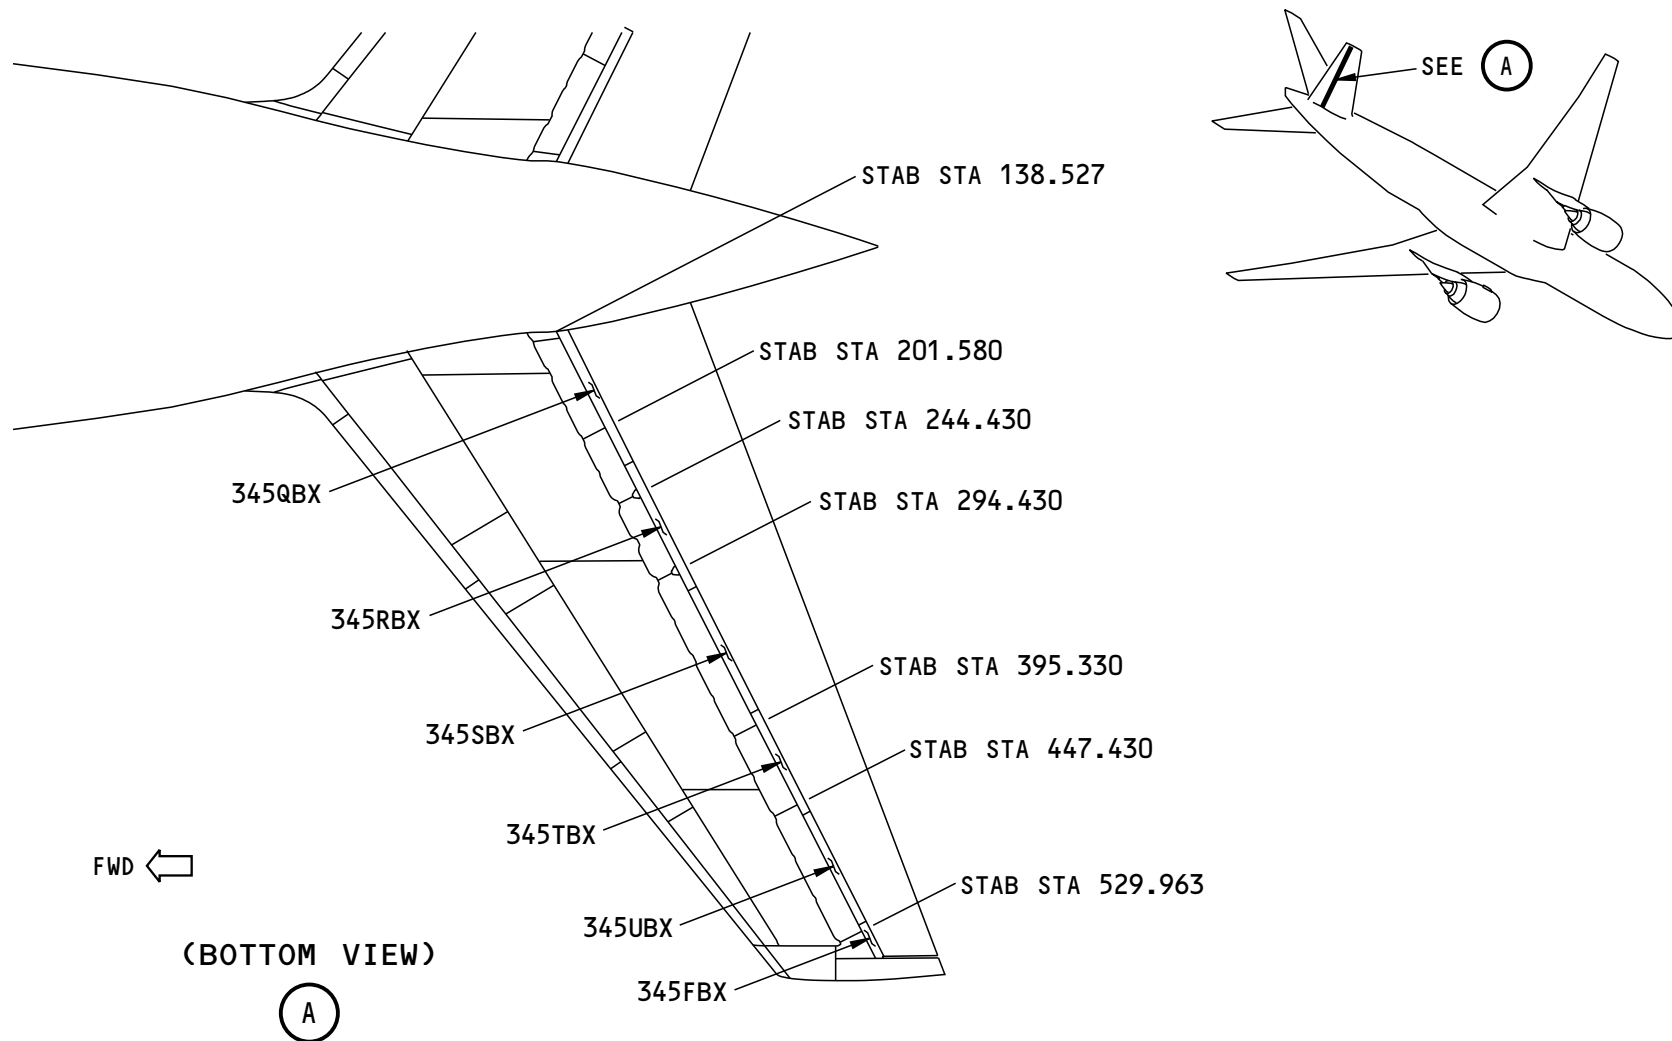 SEE A
STAB STA 138.527
STAB STA 201.580
STAB STA 244.430
345QBX
STAB STA 294.430
345RBX
STAB STA 395.330
345SBX
STAB STA 447.430
345TBX
FWD
STAB STA 529.963
345UBX
(BOTTOM VIEW)
345FBX
A